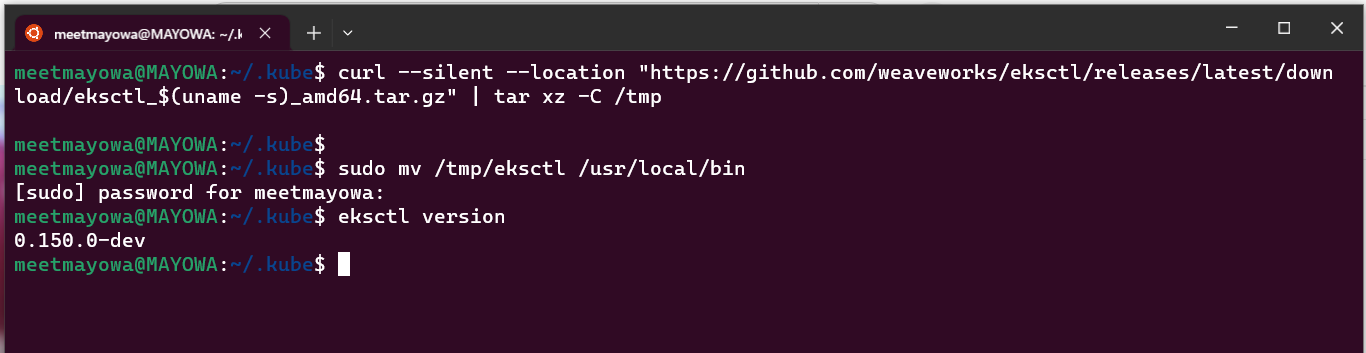 meetmayowa@MAYOWA: ~/.k
meetmayowa@MAYOWA:~/.kube$ curl --silent --location "https://github.com/weaveworks/eksctl/releases/latest/down
load/eksctl_$(uname -s)_amd64.tar.gz" | tar xz -C /tmp
meetmayowa@MAYOWA:~/.kube$
meetmayowa@MAYOWA:~/.kube$ sudo mv /tmp/eksctl /usr/local/bin
[sudo] password for meetmayowa:
meetmayowa@MAYOWA:~/.kube$ eksctl version
0.150.0-dev
meetmayowa@MAYOWA:~/.kube$